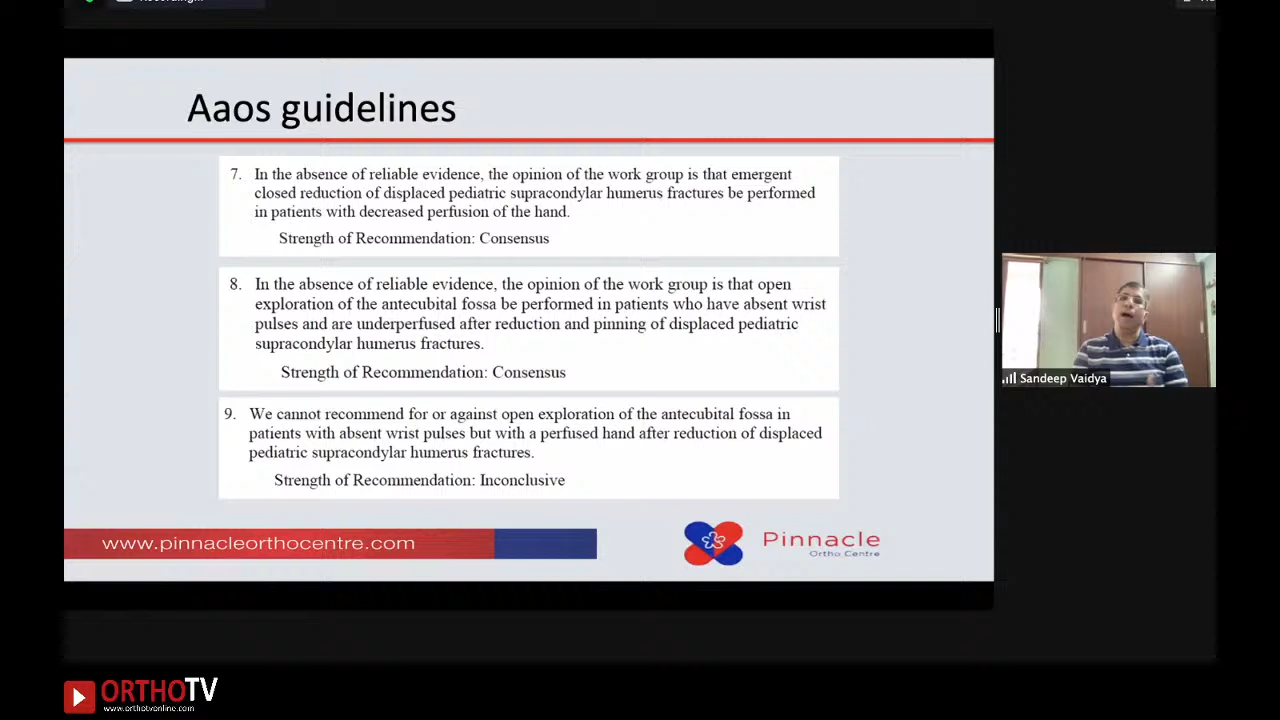 Recording...
Aaos guidelines
7. In the absence of reliable evidence, the opinion of the work group is that emergent
closed reduction of displaced pediatric supracondylar humerus fractures be performed
in patients with decreased perfusion of the hand.
Strength of Recommendation: Consensus
8. In the absence of reliable evidence, the opinion of the work group is that open
exploration of the antecubital fossa be performed in patients who have absent wrist
pulses and are underperfused after reduction and pinning of displaced pediatric
supracondylar humerus fractures.
Strength of Recommendation: Consensus
9. We cannot recommend for or against open exploration of the antecubital fossa in
patients with absent wrist pulses but with a perfused hand after reduction of displaced
pediatric supracondylar humerus fractures.
Strength of Recommendation: Inconclusive
www.pinnacleorthocentre.com
Pinnacle
Ortho Centre
Sandeep Vaidya
ORTHOTV
www.orthotvonline.com